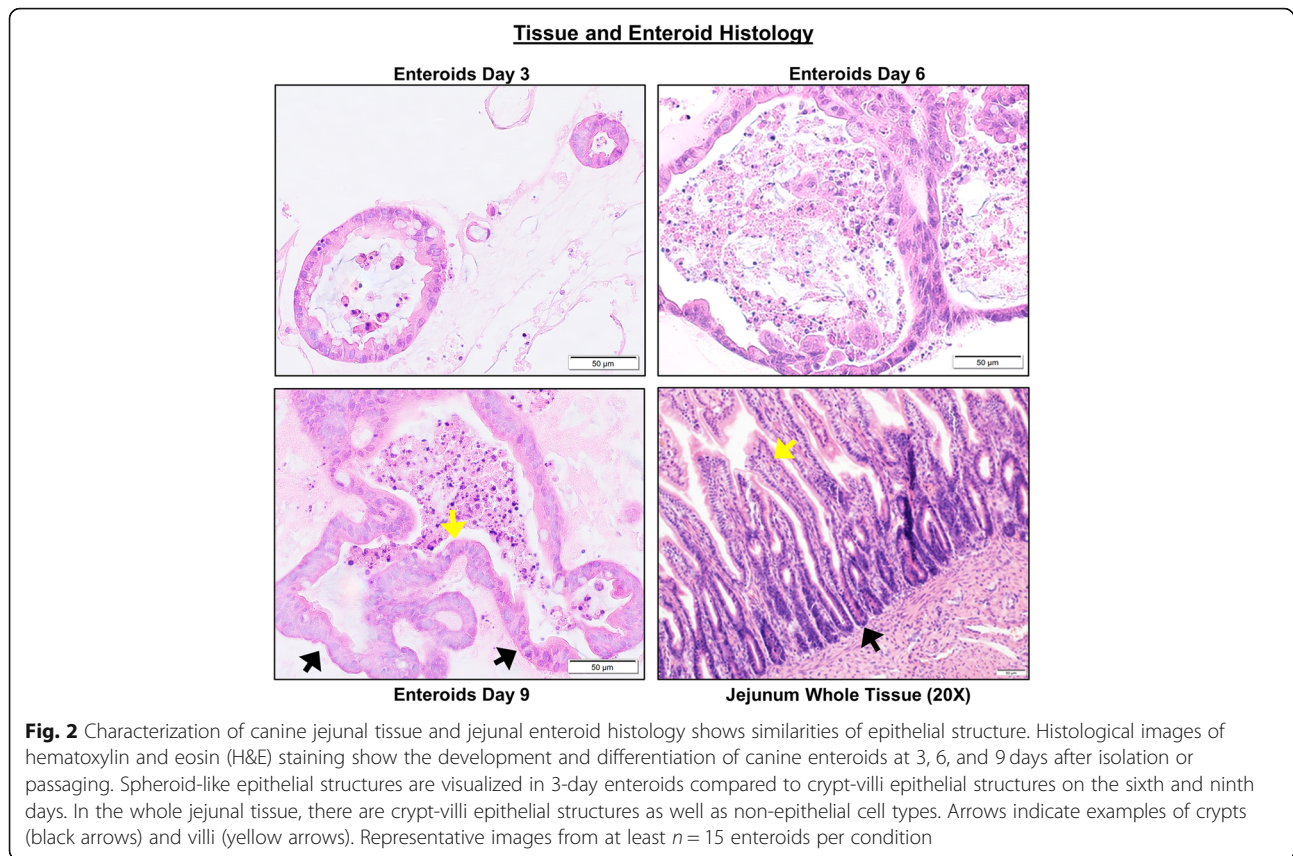 Tissue and Enteroid Histology
Enteroids Day 3
Enteroids Day 6
50 µm
50 µm
50 µm
Enteroids Day 9
Jejunum Whole Tissue (20X)
Fig. 2 Characterization of canine jejunal tissue and jejunal enteroid histology shows similarities of epithelial structure. Histological images of
hematoxylin and eosin (H&E) staining show the development and differentiation of canine enteroids at 3, 6, and 9 days after isolation or
passaging. Spheroid-like epithelial structures are visualized in 3-day enteroids compared to crypt-villi epithelial structures on the sixth and ninth
days. In the whole jejunal tissue, there are crypt-villi epithelial structures as well as non-epithelial cell types. Arrows indicate examples of crypts
(black arrows) and villi (yellow arrows). Representative images from at least n = 15 enteroids per condition